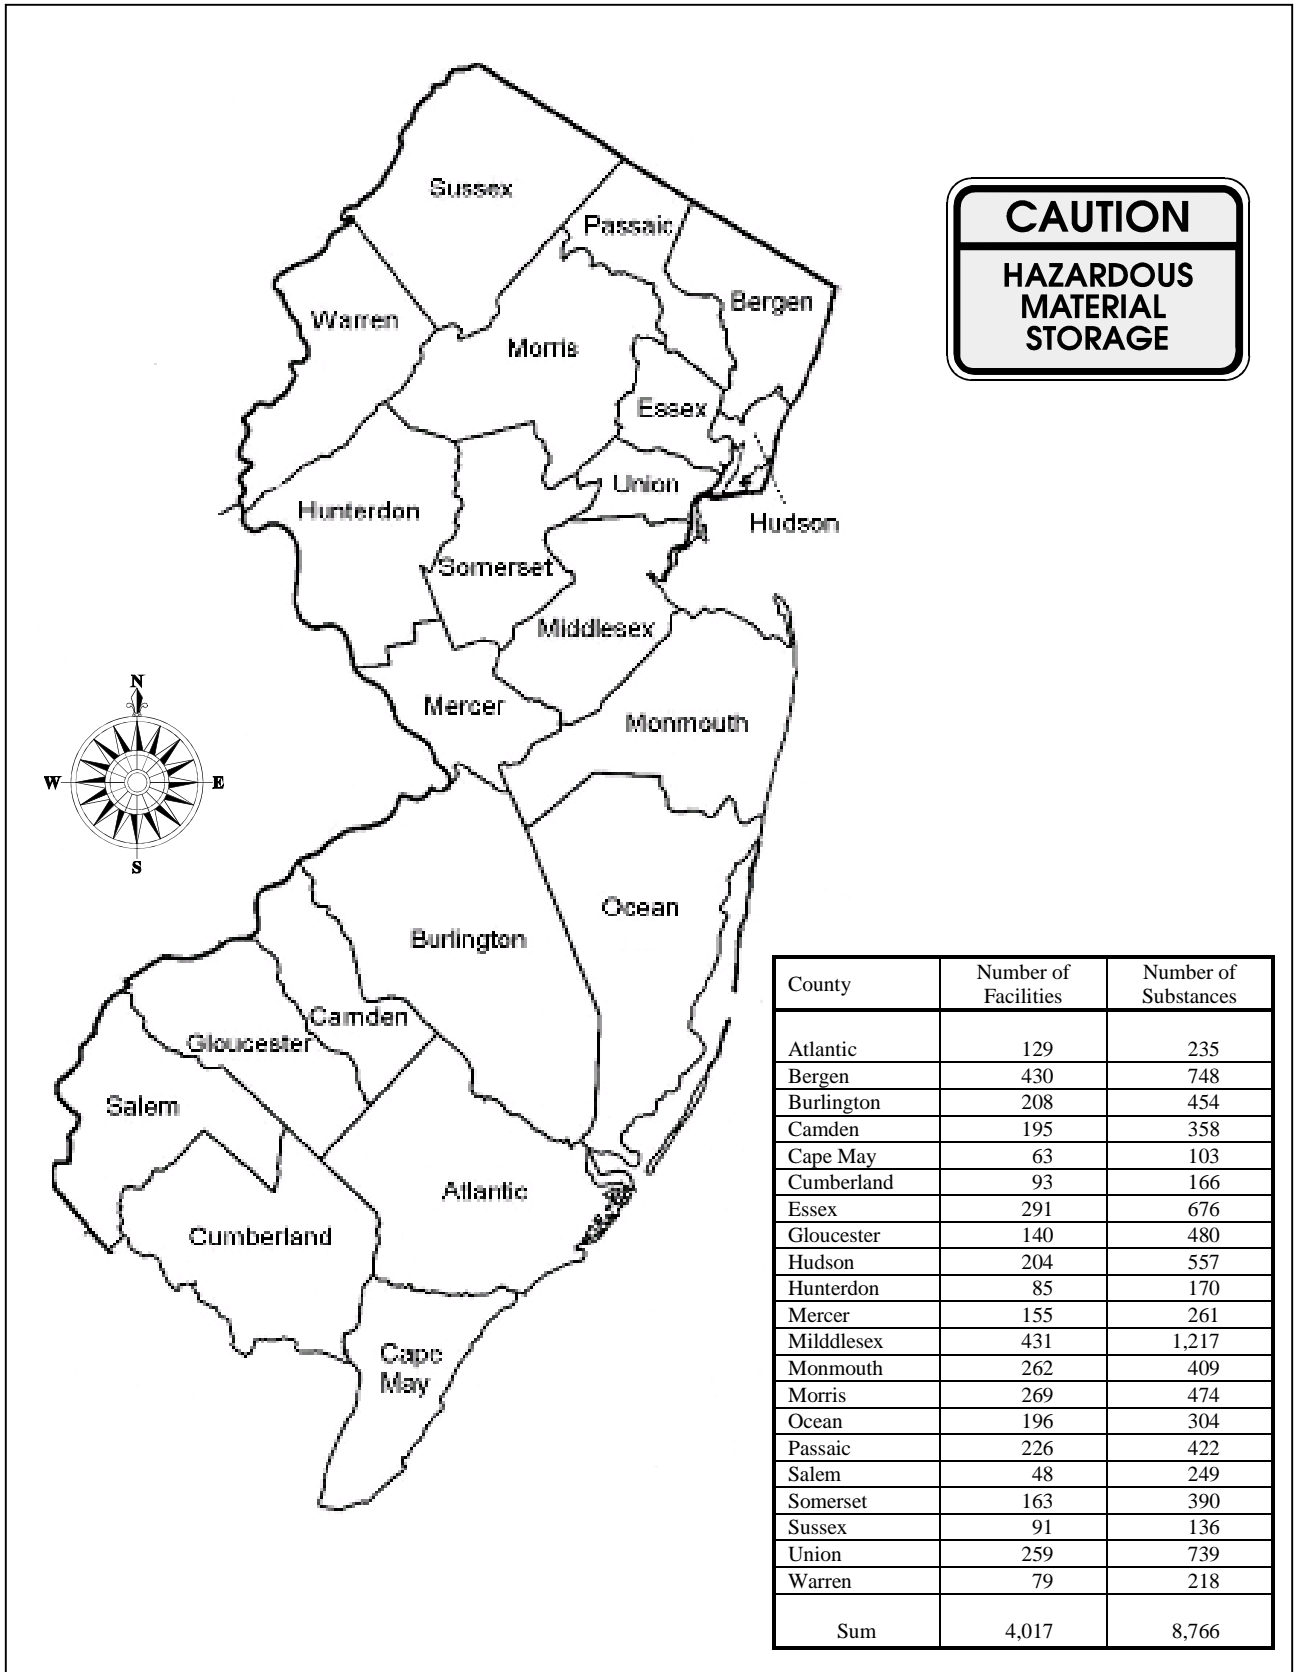 Sussex
Passaic
Bergen
Warren
Morris
Essex
Union
Hunterdon
Hudson
Somerset
Middlesex
Mercer
Monmouth
Ocean
Burlington
Camden
Gloucester
Salem
Atlantic
Cumberland
Cape
May
N
W E
S
CAUTION
HAZARDOUS
MATERIAL
STORAGE
County Number of Facilities Number of Substances
Atlantic 129 235
Bergen 430 748
Burlington 208 454
Camden 195 358
Cape May 63 103
Cumberland 93 166
Essex 291 676
Gloucester 140 480
Hudson 204 557
Hunterdon 85 170
Mercer 155 261
Milddlesex 431 1,217
Monmouth 262 409
Morris 269 474
Ocean 196 304
Passaic 226 422
Salem 48 249
Somerset 163 390
Sussex 91 136
Union 259 739
Warren 79 218
Sum 4,017 8,766